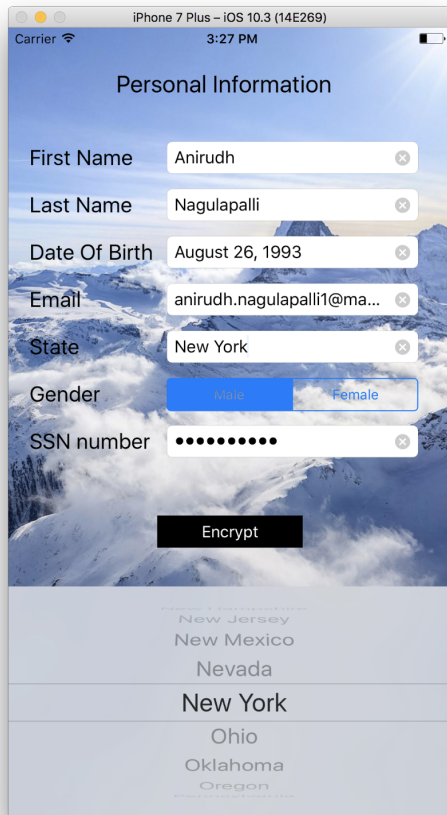 iPhone 7 Plus – iOS 10.3 (14E269)
Carrier 3:27 PM
Personal Information
First Name Anirudh
Last Name Nagulapalli
Date Of Birth August 26, 1993
Email anirudh.nagulapalli1@ma...
State New York
Gender Male Female
SSN number ••••••••••
Encrypt
New Jersey
New Mexico
Nevada
New York
Ohio
Oklahoma
Oregon